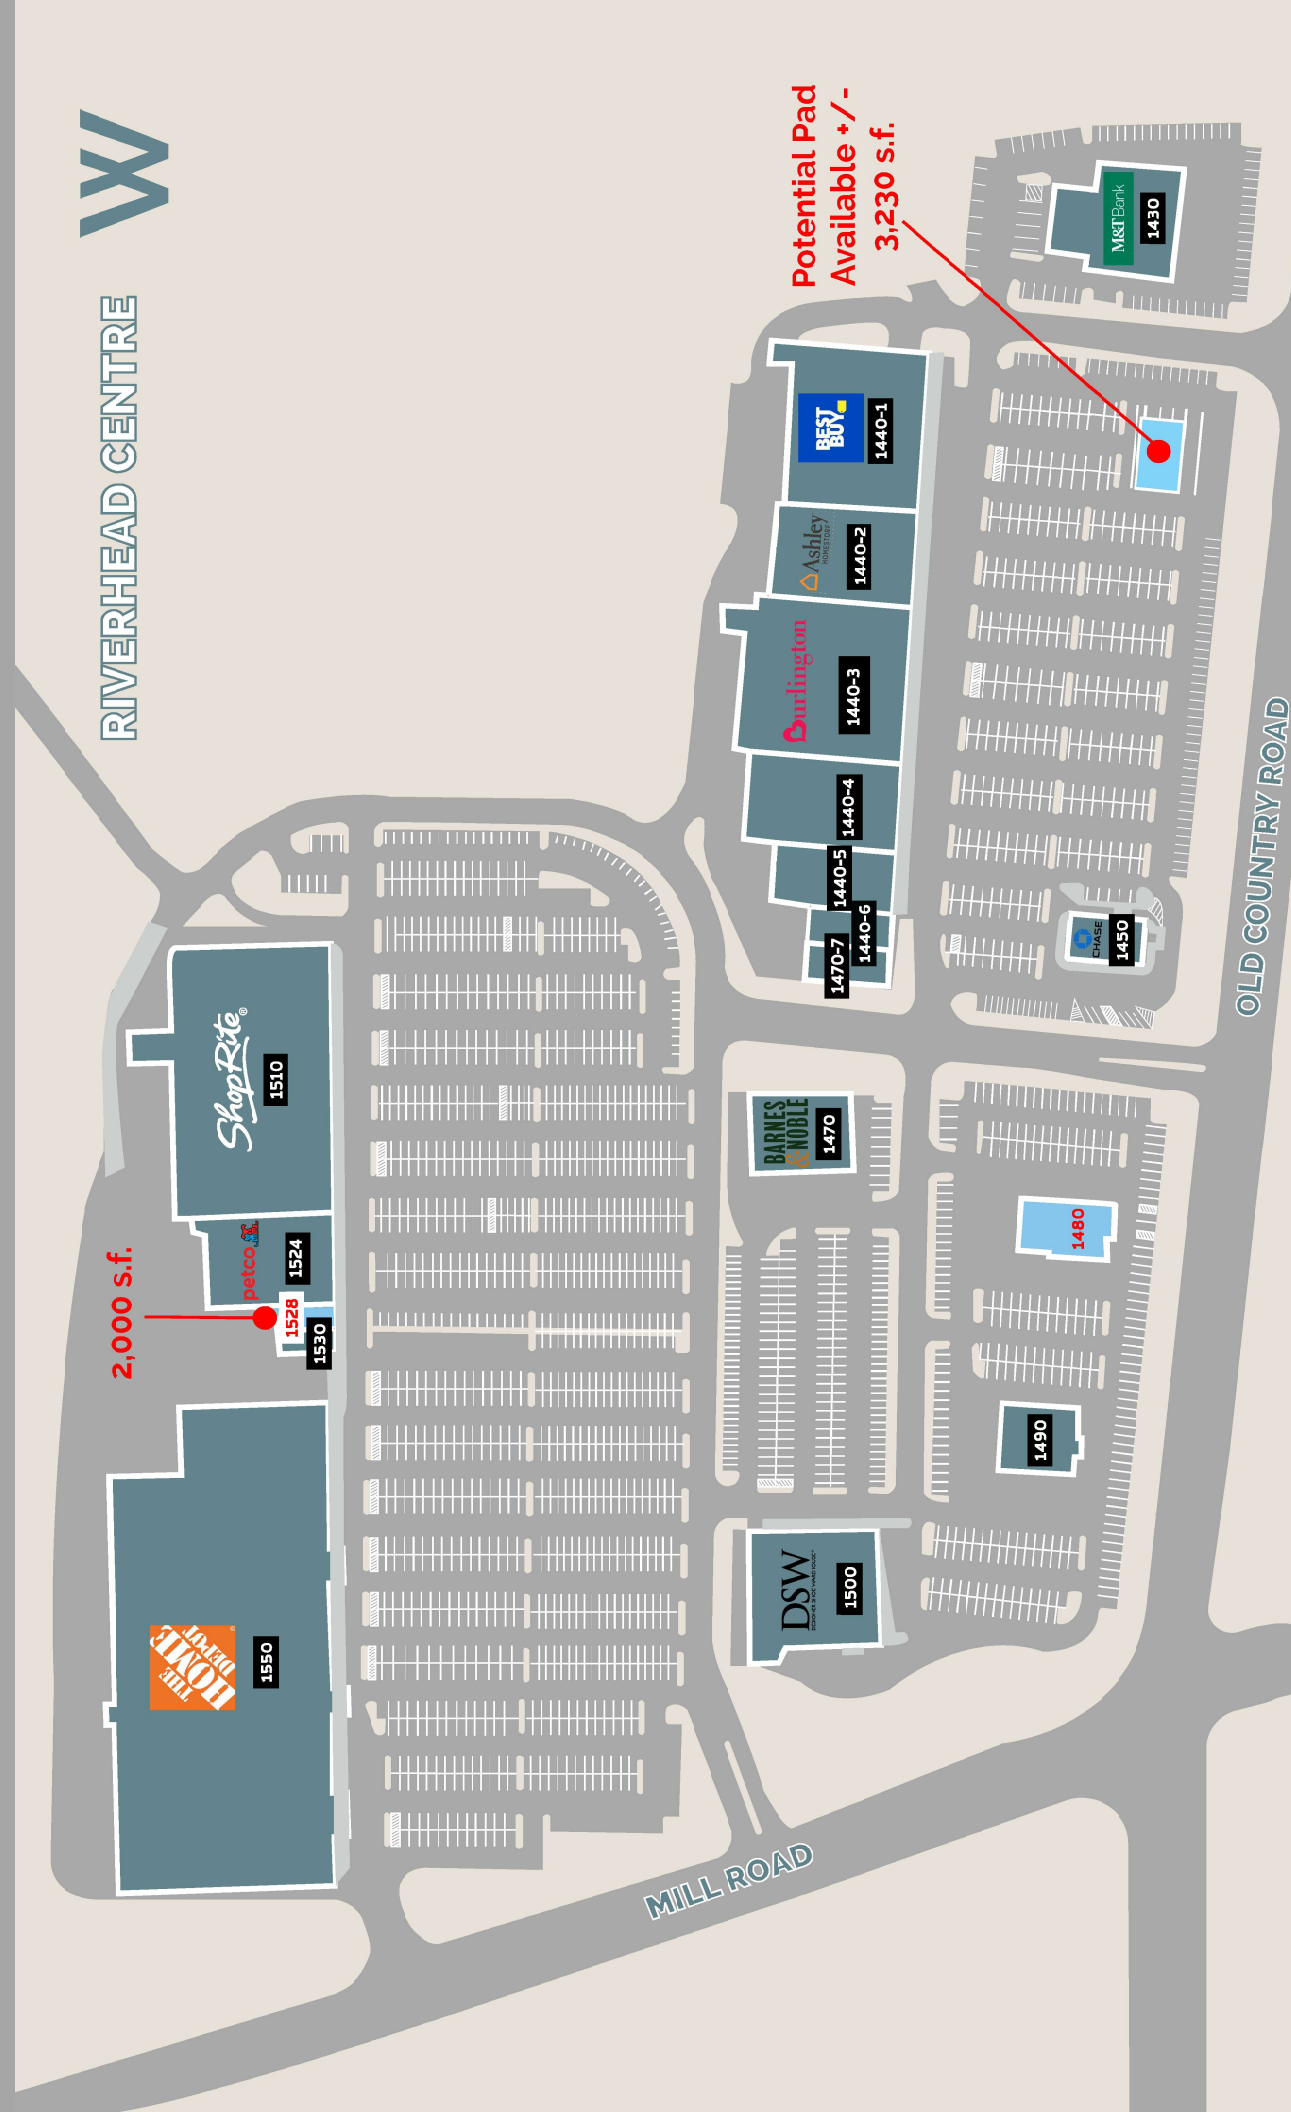 RIVERHEAD CENTRE
W
2,000 s.f.
THE
HOME
DEPOT
1550
1530
1528
petco
1524
ShopRite®
1510
MILL ROAD
DSW
1500
BARNES
& NOBLE
1470
1470-7
1440-6
1440-5
1440-4
Burlington
1440-3
Ashley
HOMESTORE
1440-2
BEST
BUY
1440-1
Potential Pad
Available +/-
3,230 s.f.
1490
1480
CHASE
1450
M&T Bank
1430
OLD COUNTRY ROAD